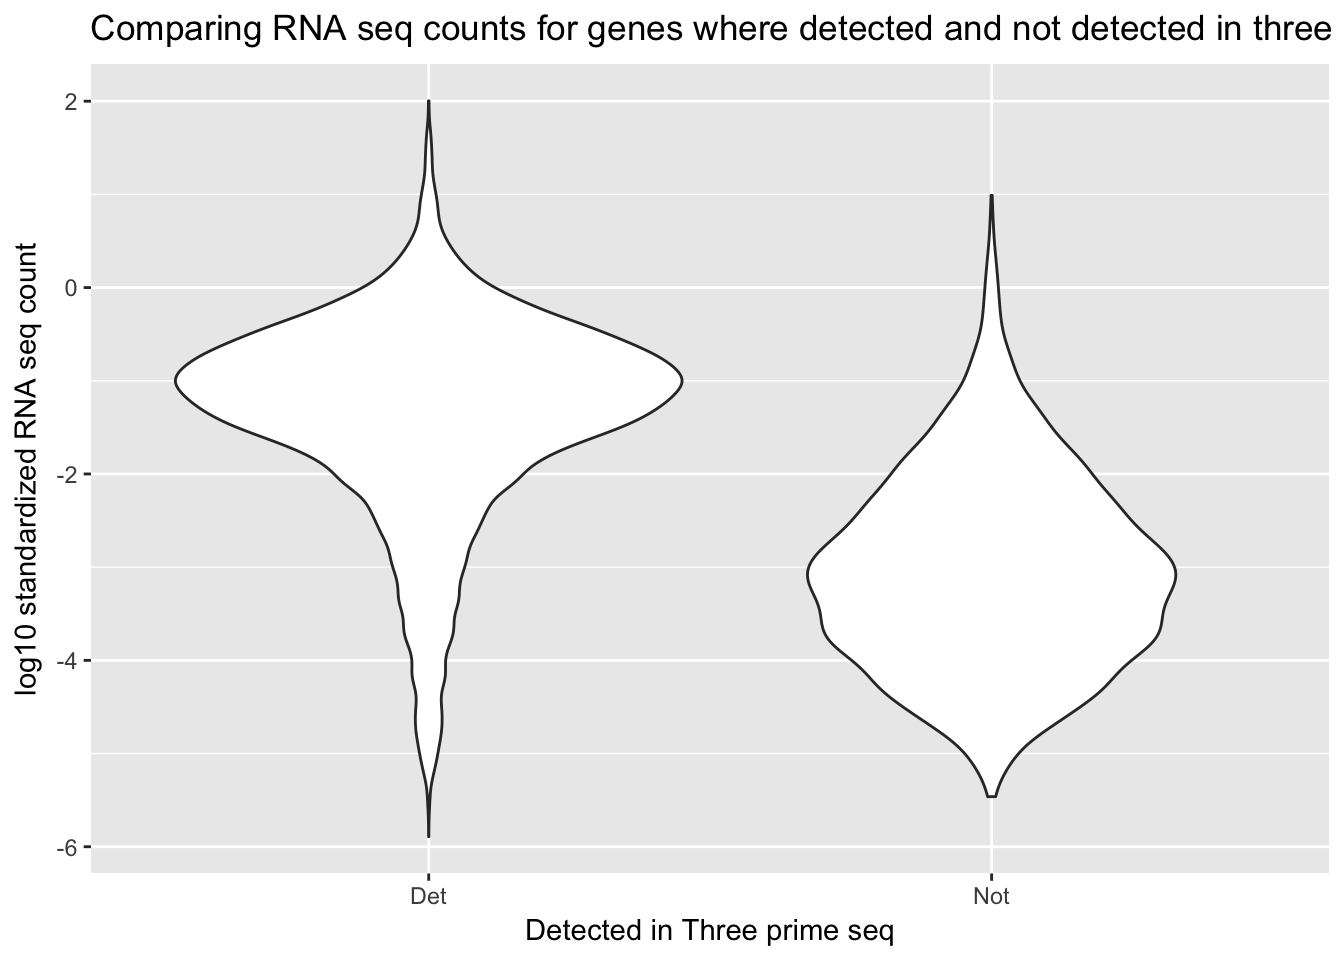 Comparing RNA seq counts for genes where detected and not detected in three
2
0
-2
-4
-6
log10 standardized RNA seq count
Det
Not
Detected in Three prime seq